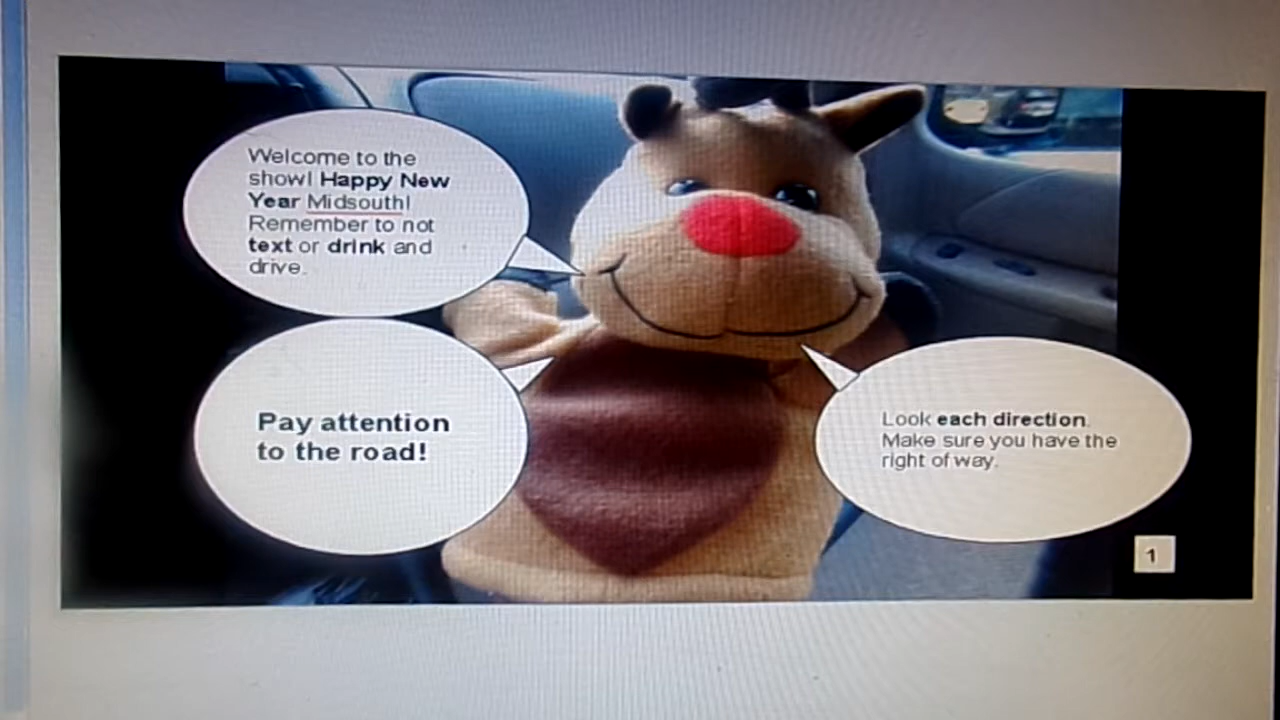 Welcome to the
show! Happy New
Year Midsouth!
Remember to not
text or drink and
drive.
Pay attention
to the road!
Look each direction.
Make sure you have the
right of way.
1